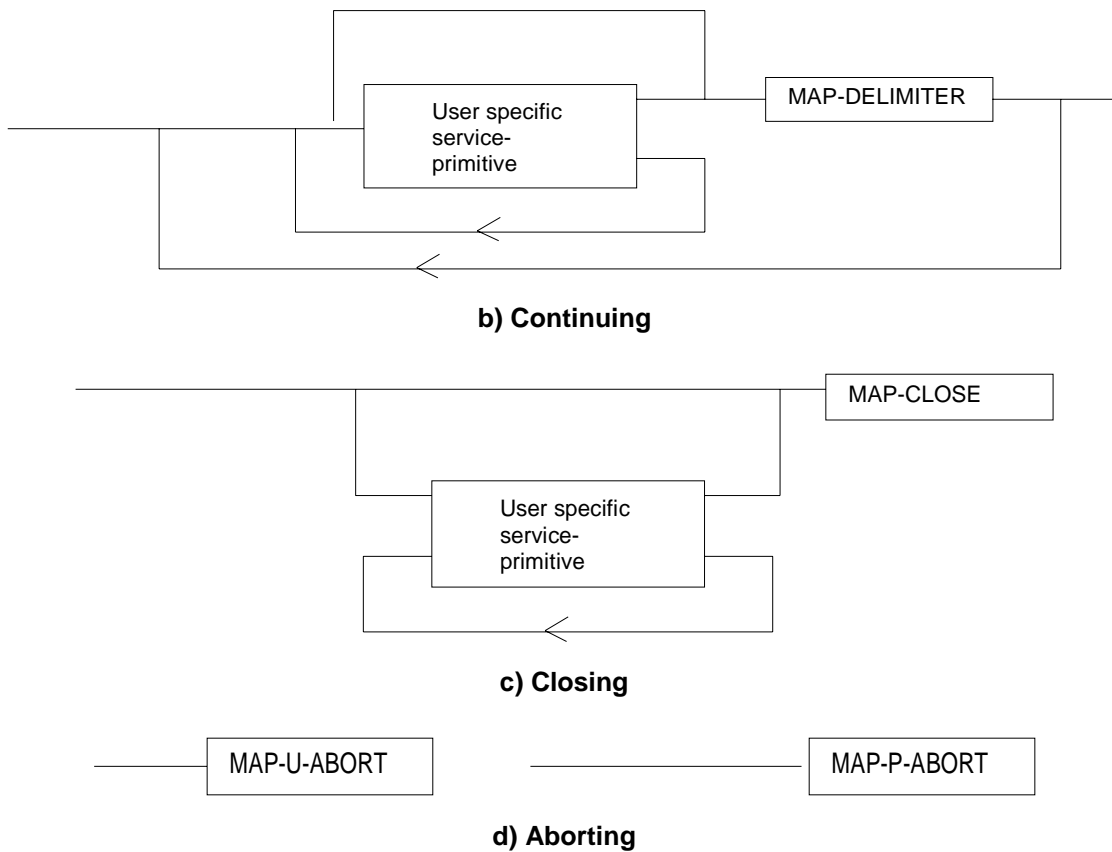 User specific
service-
primitive
MAP-DELIMITER
b) Continuing
MAP-CLOSE
User specific
service-
primitive
c) Closing
MAP-U-ABORT
MAP-P-ABORT
d) Aborting